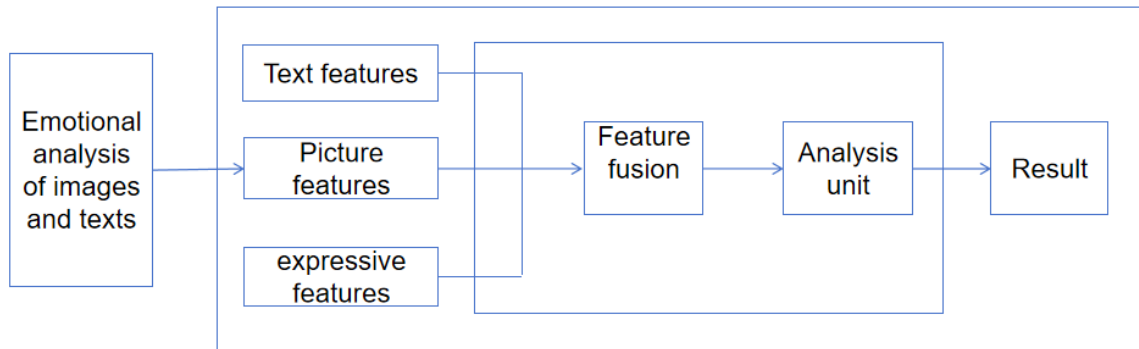 Emotional
analysis
of images
and texts
Text features
Picture
features
expressive
features
Feature
fusion
Analysis
unit
Result